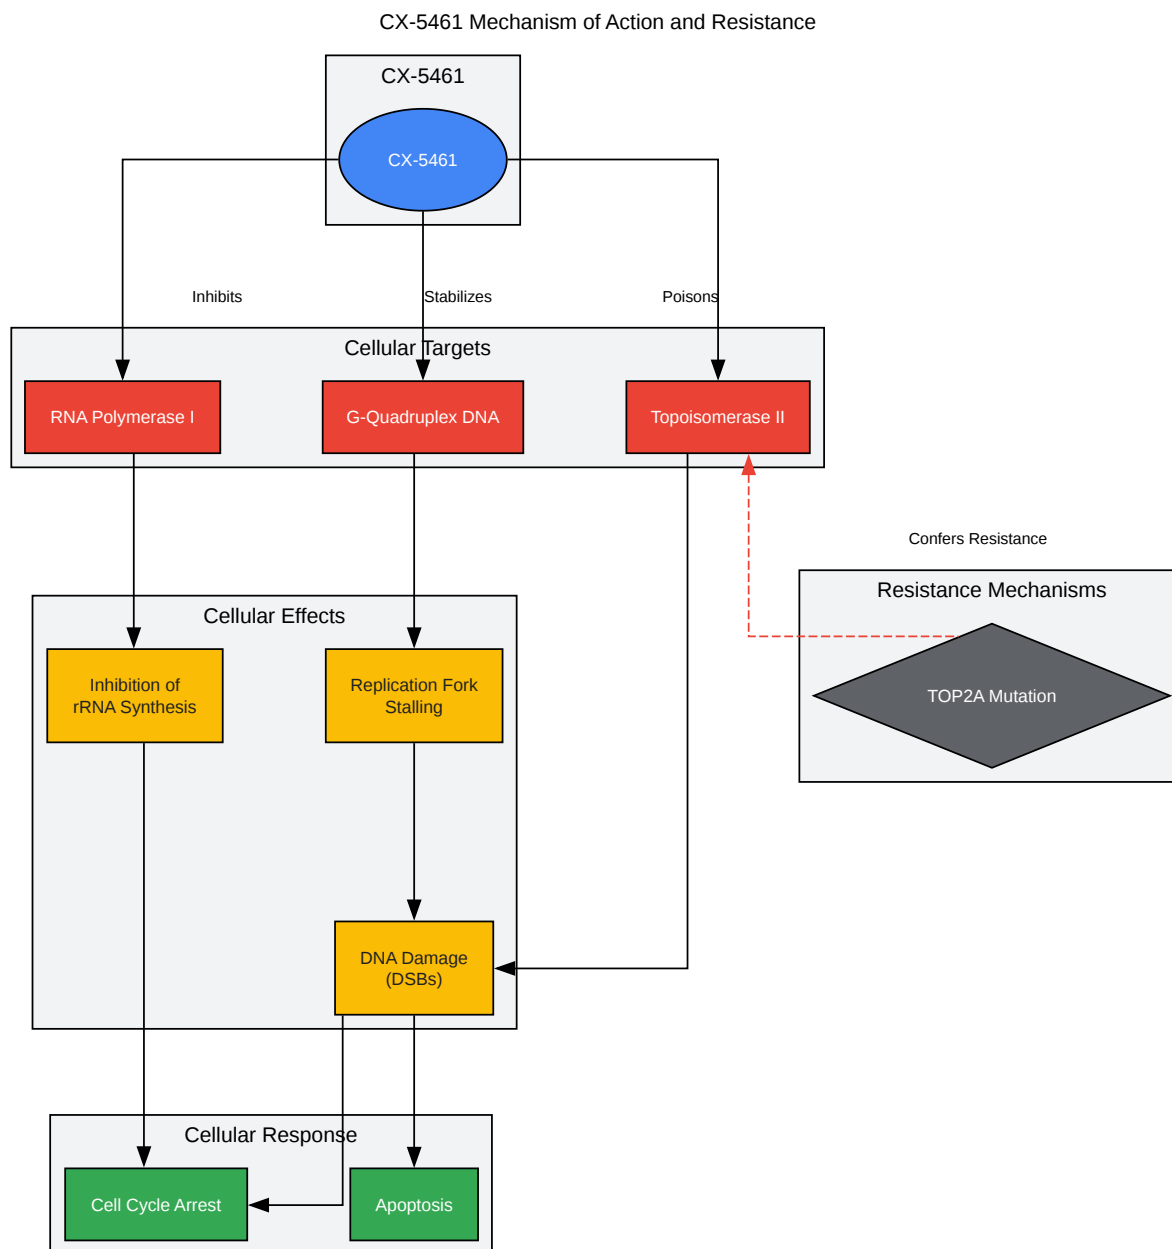 CX-5461 Mechanism of Action and Resistance
CX-5461
CX-5461
Inhibits
Stabilizes
Poisons
Cellular Targets
RNA Polymerase I
G-Quadruplex DNA
Topoisomerase II
Confers Resistance
Resistance Mechanisms
TOP2A Mutation
Cellular Effects
Inhibition of
rRNA Synthesis
Replication Fork
Stalling
DNA Damage
(DSBs)
Cellular Response
Cell Cycle Arrest
Apoptosis